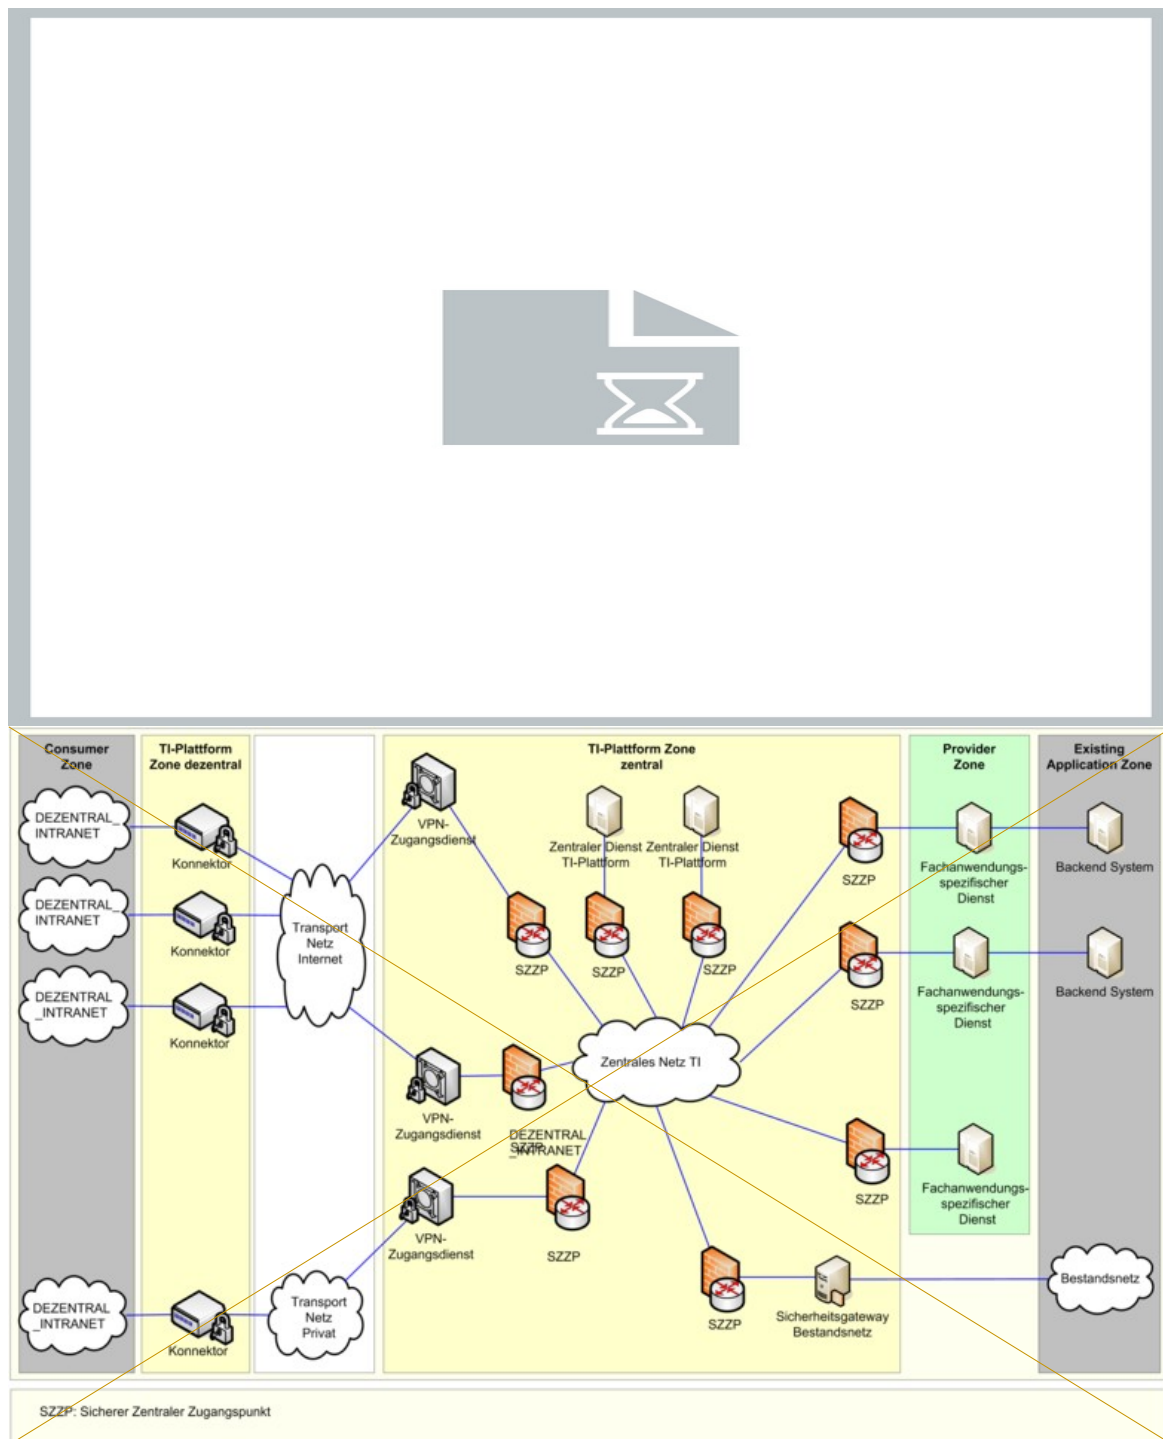 Consumer
Zone
TI-Plattform
Zone dezentral
TI-Plattform Zone
zentral
Provider
Zone
Existing
Application Zone
DEZENTRAL_
INTRANET
Konnektor
DEZENTRAL_
INTRANET
Konnektor
DEZENTRAL
_INTRANET
Konnektor
DEZENTRAL
_INTRANET
Konnektor
Transport
Netz
Internet
Transport
Netz
Privat
VPN-
Zugangsdienst
Zentraler Dienst
TI-Plattform
Zentraler Dienst
TI-Plattform
SZZP
SZZP
SZZP
SZZP
SZZP
Zentrales Netz TI
VPN-
Zugangsdienst
DEZENTRAL
_INTRANET
SZZP
VPN-
Zugangsdienst
SZZP
SZZP
SZZP
Sicherheitsgateway
Bestandsnetz
Fachanwendungs-
spezifischer
Dienst
Backend System
Fachanwendungs-
spezifischer
Dienst
Backend System
Fachanwendungs-
spezifischer
Dienst
Bestandsnetz
SZZP: Sicherer Zentraler Zugangspunkt